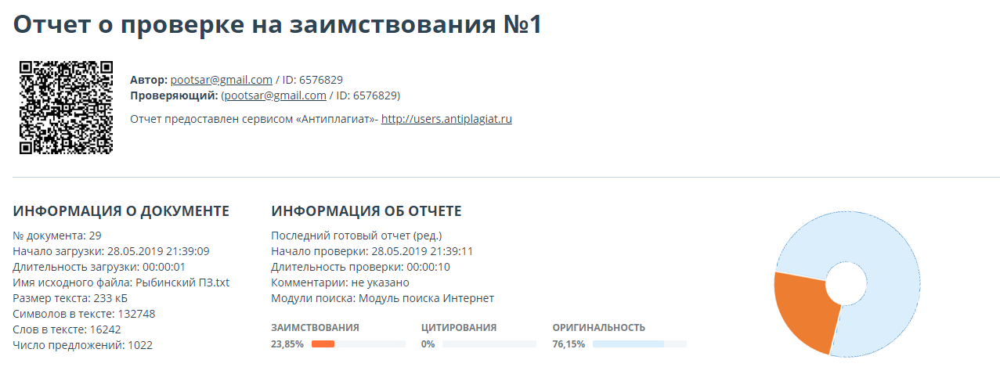 Отчет о проверке на заимствования №1
Автор: pootsar@gmail.com / ID: 6576829
Проверяющий: (pootsar@gmail.com / ID: 6576829)
Отчет предоставлен сервисом «Антиплагиат»- http://users.antiplagiat.ru
ИНФОРМАЦИЯ О ДОКУМЕНТЕ
№ документа: 29
Начало загрузки: 28.05.2019 21:39:09
Длительность загрузки: 00:00:01
Имя исходного файла: Рыбинский ПЗ.txt
Размер текста: 233 кБ
Cимволов в тексте: 132748
Слов в тексте: 16242
Число предложений: 1022
ИНФОРМАЦИЯ ОБ ОТЧЕТЕ
Последний готовый отчет (ред.)
Начало проверки: 28.05.2019 21:39:11
Длительность проверки: 00:00:10
Комментарии: не указано
Модули поиска: Модуль поиска Интернет
ЗАИМСТВОВАНИЯ
23,85%
ЦИТИРОВАНИЯ
0%
ОРИГИНАЛЬНОСТЬ
76,15%